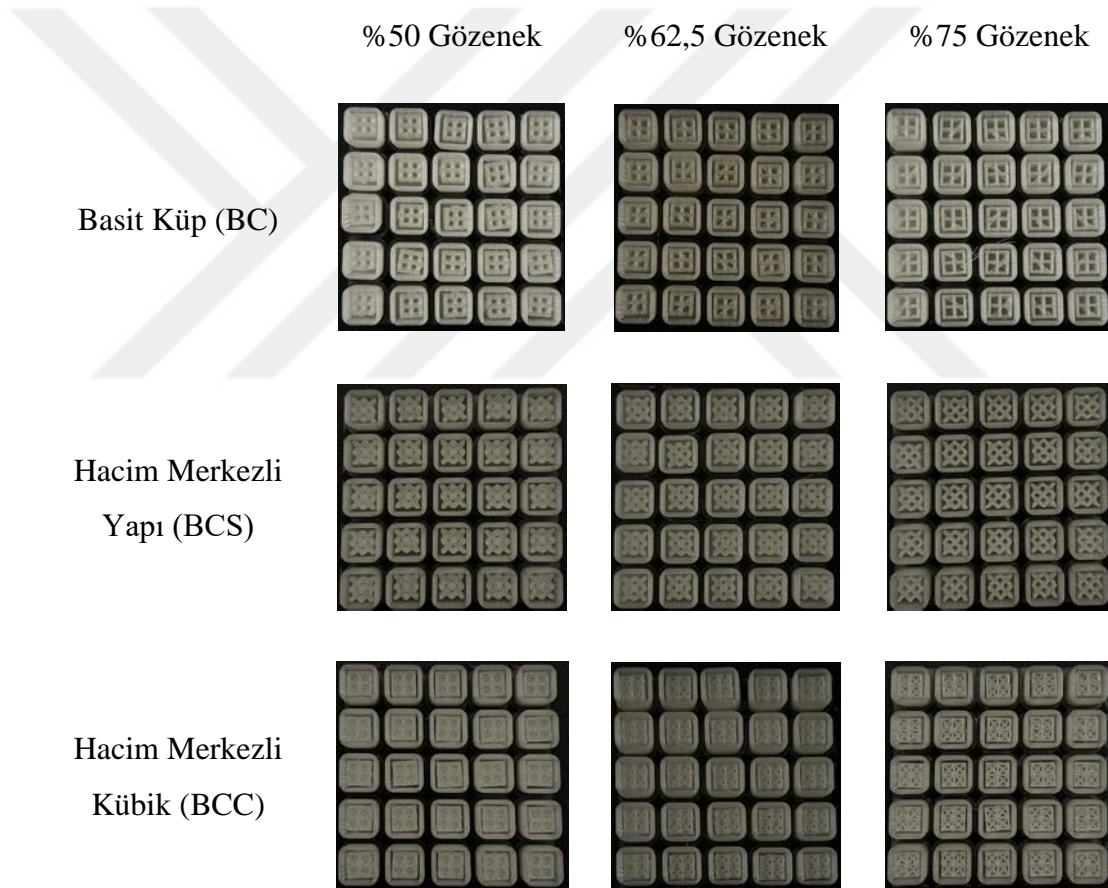 %50 Gözenek %62,5 Gözenek %75 Gözenek
Basit Küp (BC)
Hacim Merkezli
Yapı (BCS)
Hacim Merkezli
Kübik (BCC)